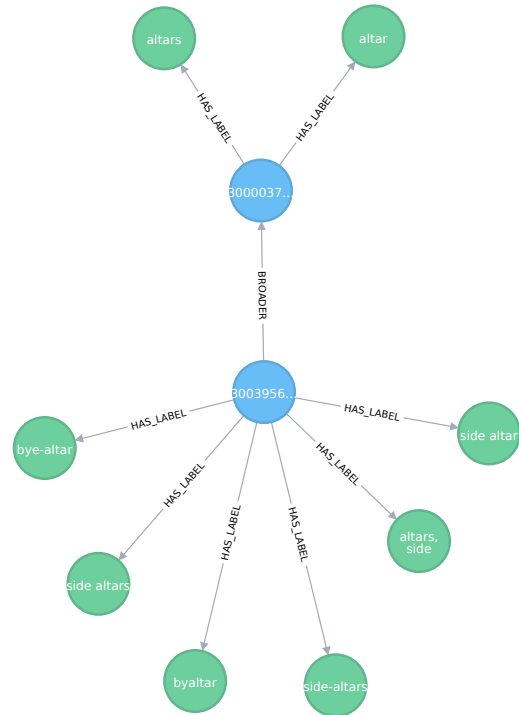 altars
altar
HAS_LABEL
HAS_LABEL
3000037...
BROADER
3003956...
HAS_LABEL
HAS_LABEL
side altar
bye-altar
HAS_LABEL
HAS_LABEL
HAS_LABEL
HAS_LABEL
altars,
side
side altars
byaltar
side-altars